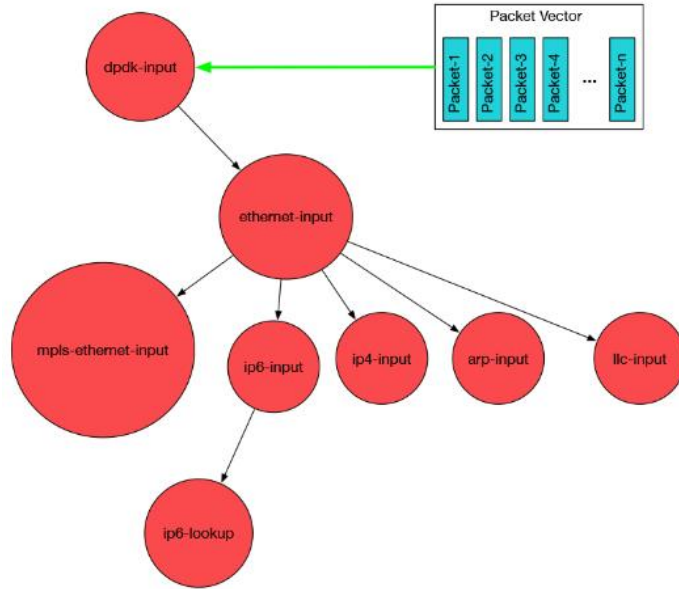 Packet Vector
dpdk-input
Packet-1
Packet-2
Packet-3
Packet-4
...
Packet-n
ethernet-input
mpls-ethernet-input
ip6-input
ip4-input
arp-input
llc-input
ip6-lookup